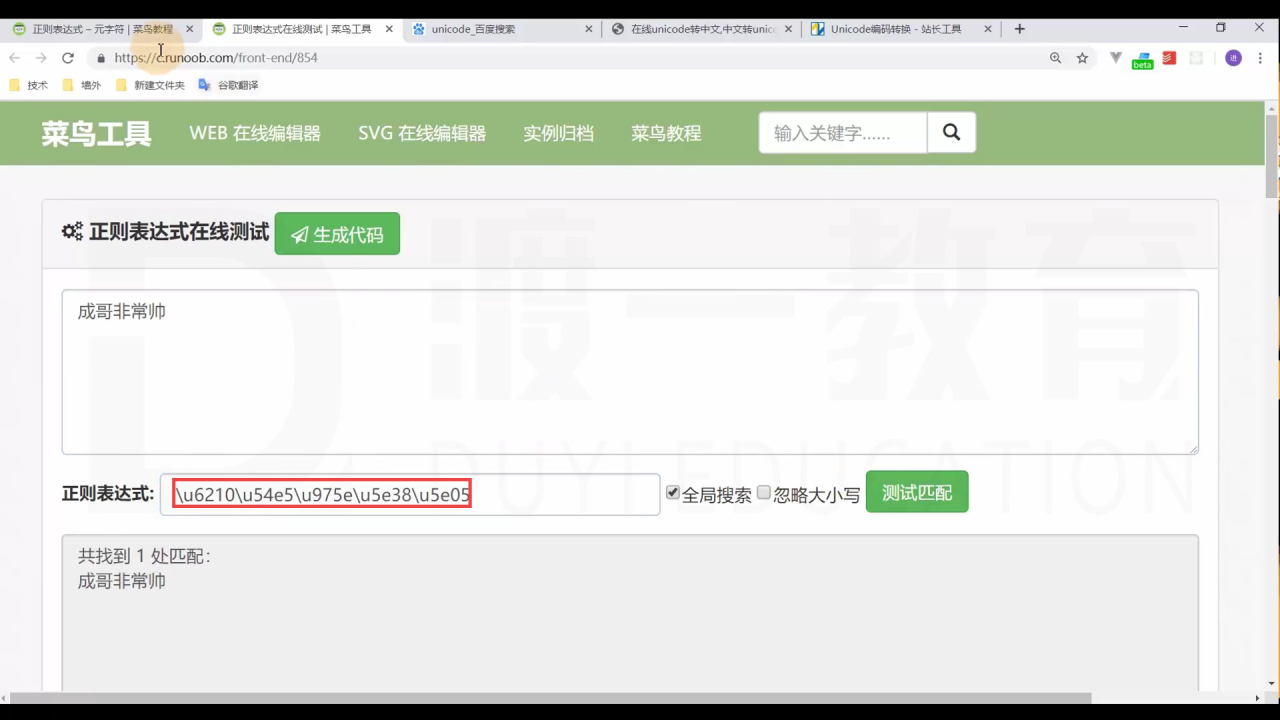 正则表达式 – 元字符 | 菜鸟教程
正则表达式在线测试 | 菜鸟工具
unicode_百度搜索
在线unicode转中文,中文转unic
Unicode编码转换 - 站长工具
https://c.runoob.com/front-end/854
beta
进
技术
墙外
新建文件夹
谷歌翻译
菜鸟工具
WEB 在线编辑器
SVG 在线编辑器
实例归档
菜鸟教程
输入关键字......
正则表达式在线测试
生成代码
成哥非常帅
正则表达式:
\u6210\u54e5\u975e\u5e38\u5e05
全局搜索
忽略大小写
测试匹配
共找到 1 处匹配：
成哥非常帅
渡一教育
DUYI EDUCATION